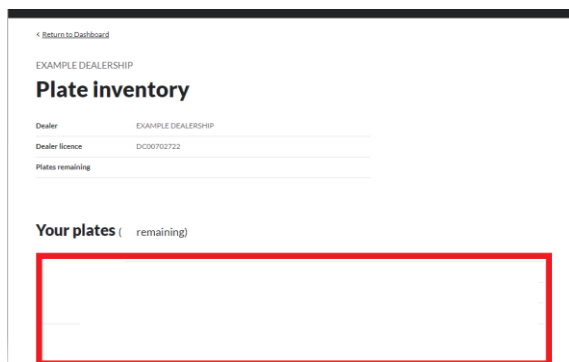 < Return to Dashboard
EXAMPLE DEALERSHIP
Plate inventory
Dealer EXAMPLE DEALERSHIP
Dealer licence DC00702722
Plates remaining
Your plates ( remaining)